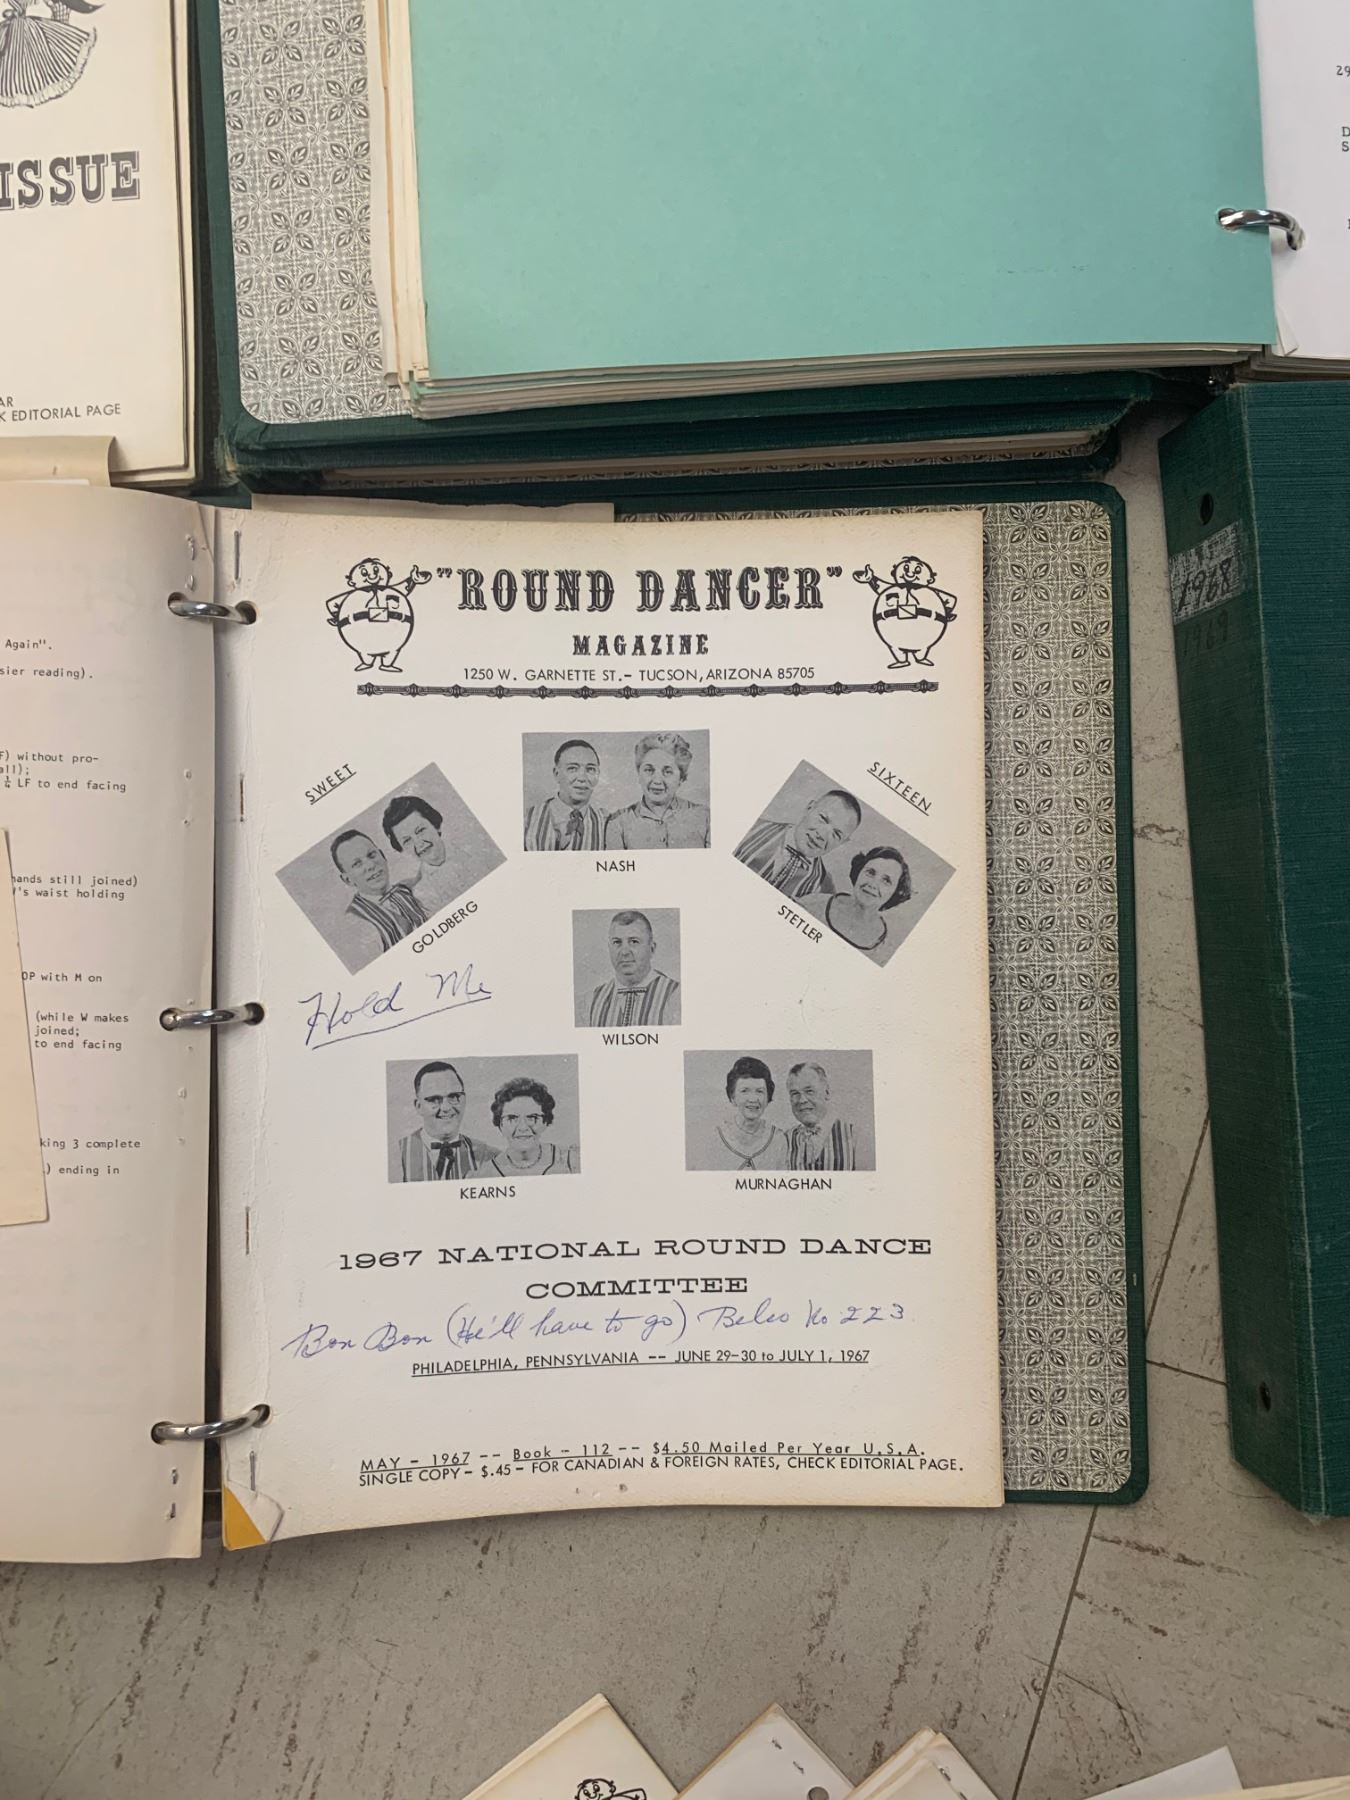 ISSUE
AR
K EDITORIAL PAGE
29
D
S
1968
1969
Again".
sier reading).
F) without pro-
all);
¼ LF to end facing
hands still joined)
's waist holding
OP with M on
(while W makes
joined;
to end facing
king 3 complete
.) ending in
"ROUND DANCER"
MAGAZINE
1250 W. GARNETTE ST.- TUCSON, ARIZONA 85705
SWEET
SIXTEEN
NASH
GOLDBERG
STETLER
Hold Me
WILSON
KEARNS
MURNAGHAN
1967 NATIONAL ROUND DANCE
COMMITTEE
Bon Bon (He'll have to go) Belco No 223
PHILADELPHIA, PENNSYLVANIA -- JUNE 29-30 to JULY 1, 1967
MAY - 1967 -- Book - 112 -- $4.50 Mailed Per Year U.S.A.
SINGLE COPY - $.45 - FOR CANADIAN & FOREIGN RATES, CHECK EDITORIAL PAGE.